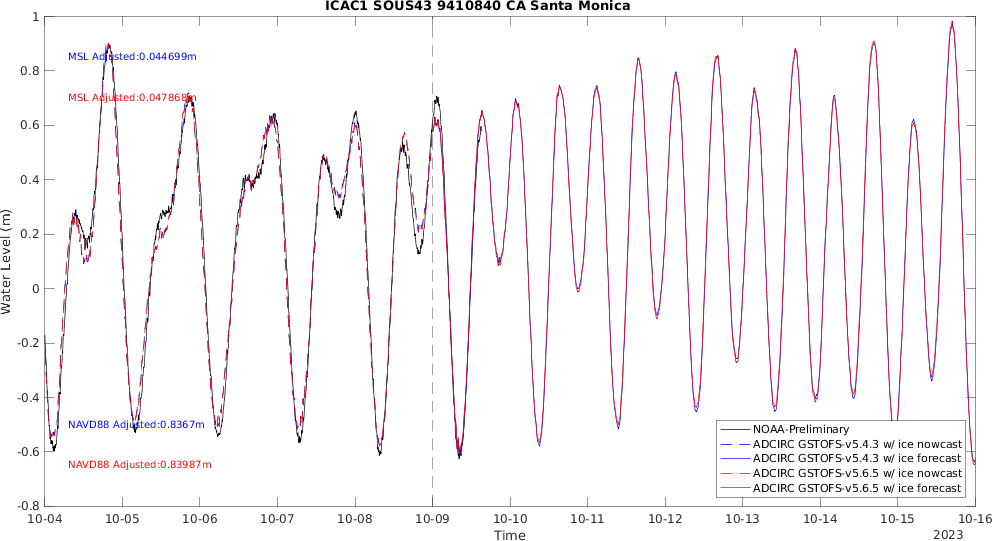 ICAC1 SOUS43 9410840 CA Santa Monica
1
0.8
0.6
0.4
0.2
0
-0.2
-0.4
-0.6
-0.8
Water Level (m)
MSL Adjusted:0.044699m
MSL Adjusted:0.047868m
NAVD88 Adjusted:0.8367m
NAVD88 Adjusted:0.83987m
NOAA-Preliminary
ADCIRC GSTOFS-v5.4.3 w/ ice nowcast
ADCIRC GSTOFS-v5.4.3 w/ ice forecast
ADCIRC GSTOFS-v5.6.5 w/ ice nowcast
ADCIRC GSTOFS-v5.6.5 w/ ice forecast
10-04 10-05 10-06 10-07 10-08 10-09 10-10 10-11 10-12 10-13 10-14 10-15 10-16
Time
2023